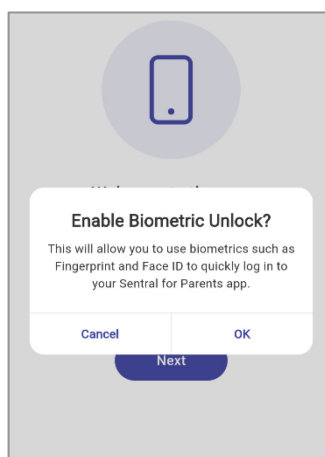 Enable Biometric Unlock?
This will allow you to use biometrics such as
Fingerprint and Face ID to quickly log in to
your Sentral for Parents app.
Cancel
OK
Next